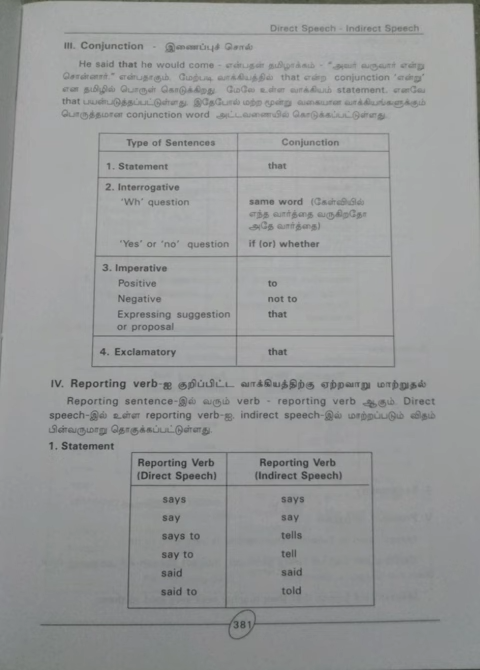 Direct Speech - Indirect Speech
III. Conjunction - இணைப்புச் சொல்
He said that he would come - என்பதன் தமிழாக்கம் - "அவர் வருவார் என்று
சொன்னார்." என்பதாகும். மேற்படி வாக்கியத்தில் that என்ற conjunction 'என்று'
என தமிழில் பொருள் கொடுக்கிறது. மேலே உள்ள வாக்கியம் statement. எனவே
that பயன்படுத்தப்பட்டுள்ளது. இதேபோல் மற்ற மூன்று வகையான வாக்கியங்களுக்கும்
பொருத்தமான conjunction word அட்டவணையில் கொடுக்கப்பட்டுள்ளது.
Type of Sentences Conjunction
1. Statement that
2. Interrogative
'Wh' question same word (கேள்வியில்
எந்த வார்த்தை வருகிறதோ
அதே வார்த்தை)
'Yes' or 'no' question if (or) whether
3. Imperative
Positive to
Negative not to
Expressing suggestion that
or proposal
4. Exclamatory that
IV. Reporting verb-ஐ குறிப்பிட்ட வாக்கியத்திற்கு ஏற்றவாறு மாற்றுதல்
Reporting sentence-இல் வரும் verb - reporting verb ஆகும். Direct
speech-இல் உள்ள reporting verb-ஐ, indirect speech-இல் மாற்றப்படும் விதம்
பின்வருமாறு தொகுக்கப்பட்டுள்ளது.
1. Statement
Reporting Verb Reporting Verb
(Direct Speech) (Indirect Speech)
says says
say say
says to tells
say to tell
said said
said to told
381